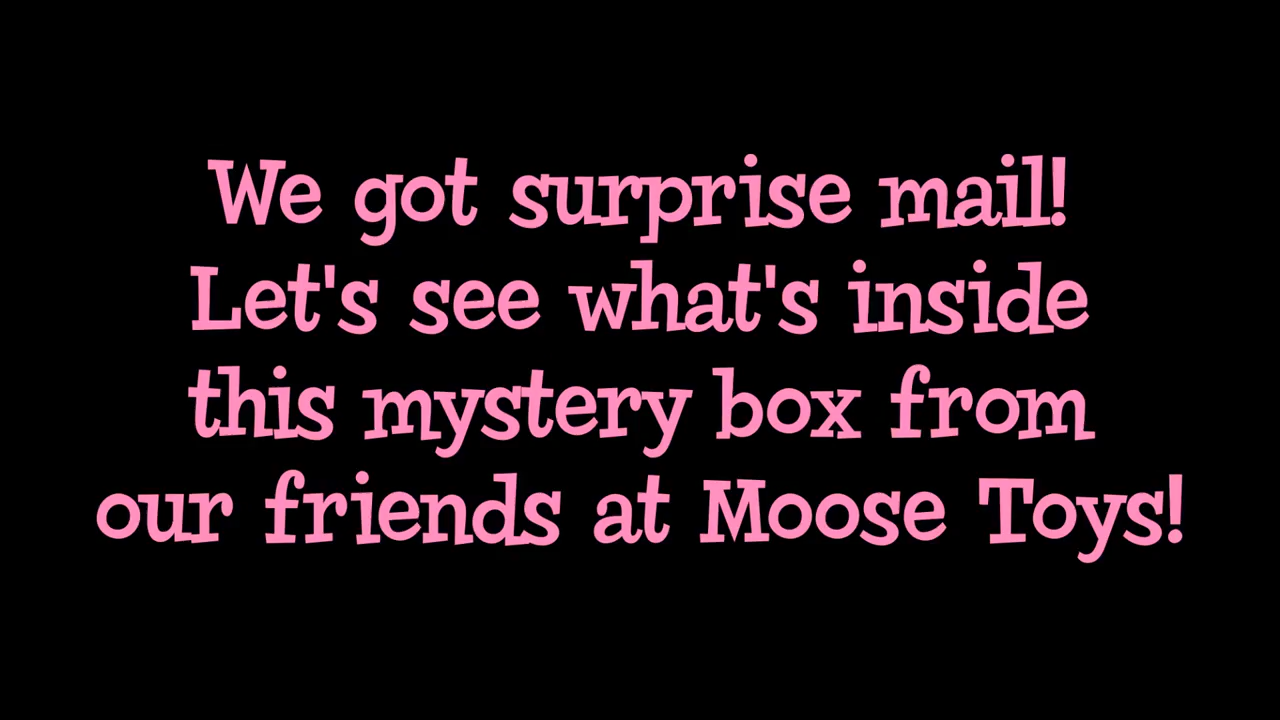 We got surprise mail!
Let's see what's inside
this mystery box from
our friends at Moose Toys!